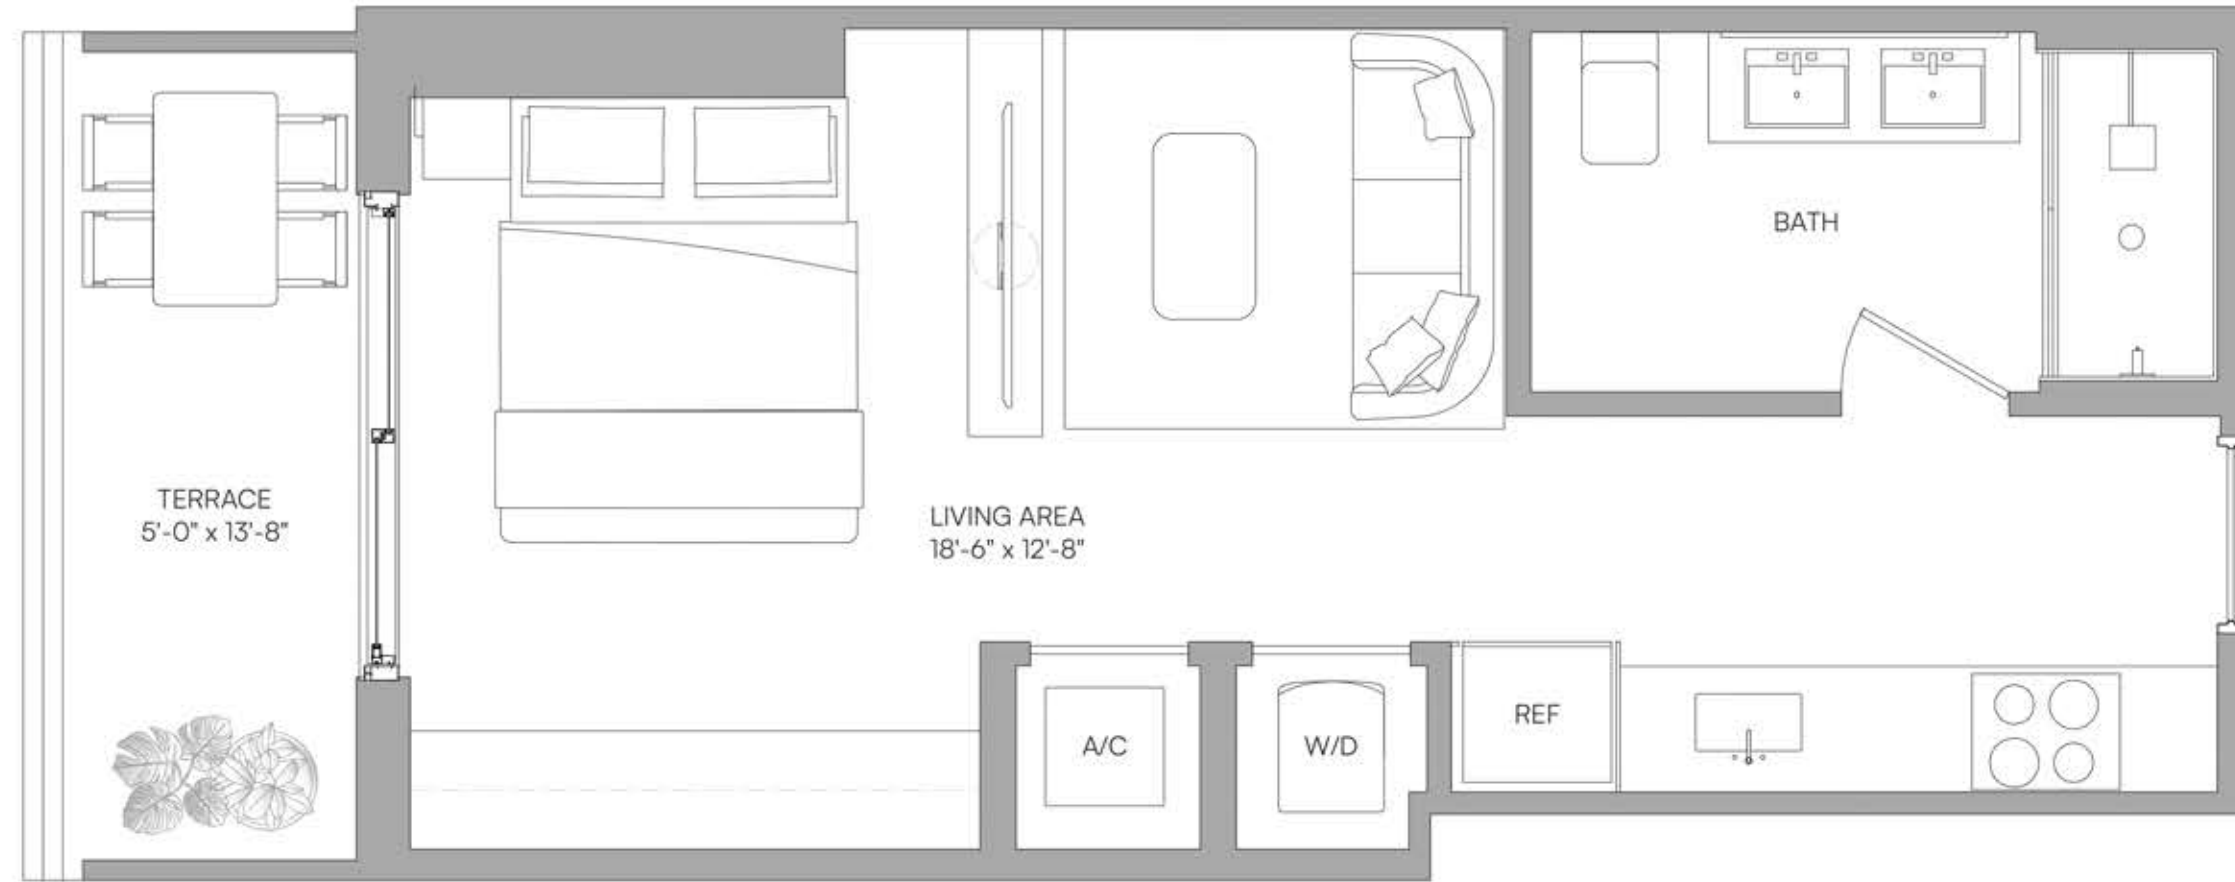 TERRACE
5'-0" x 13'-8"
LIVING AREA
18'-6" x 12'-8"
BATH
A/C
W/D
REF